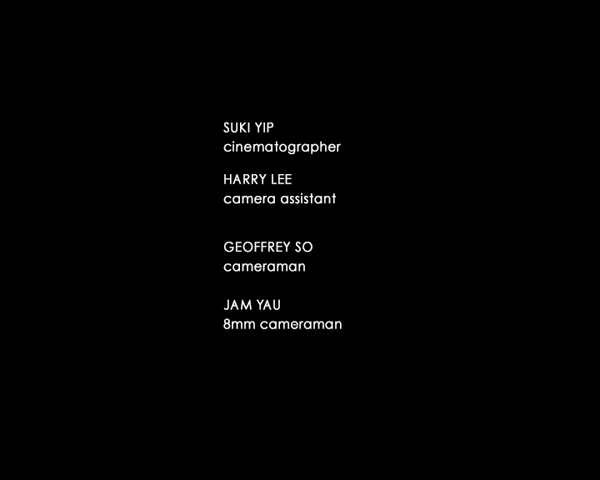 SUKI YIP
cinematographer
HARRY LEE
camera assistant
GEOFFREY SO
cameraman
JAM YAU
8mm cameraman